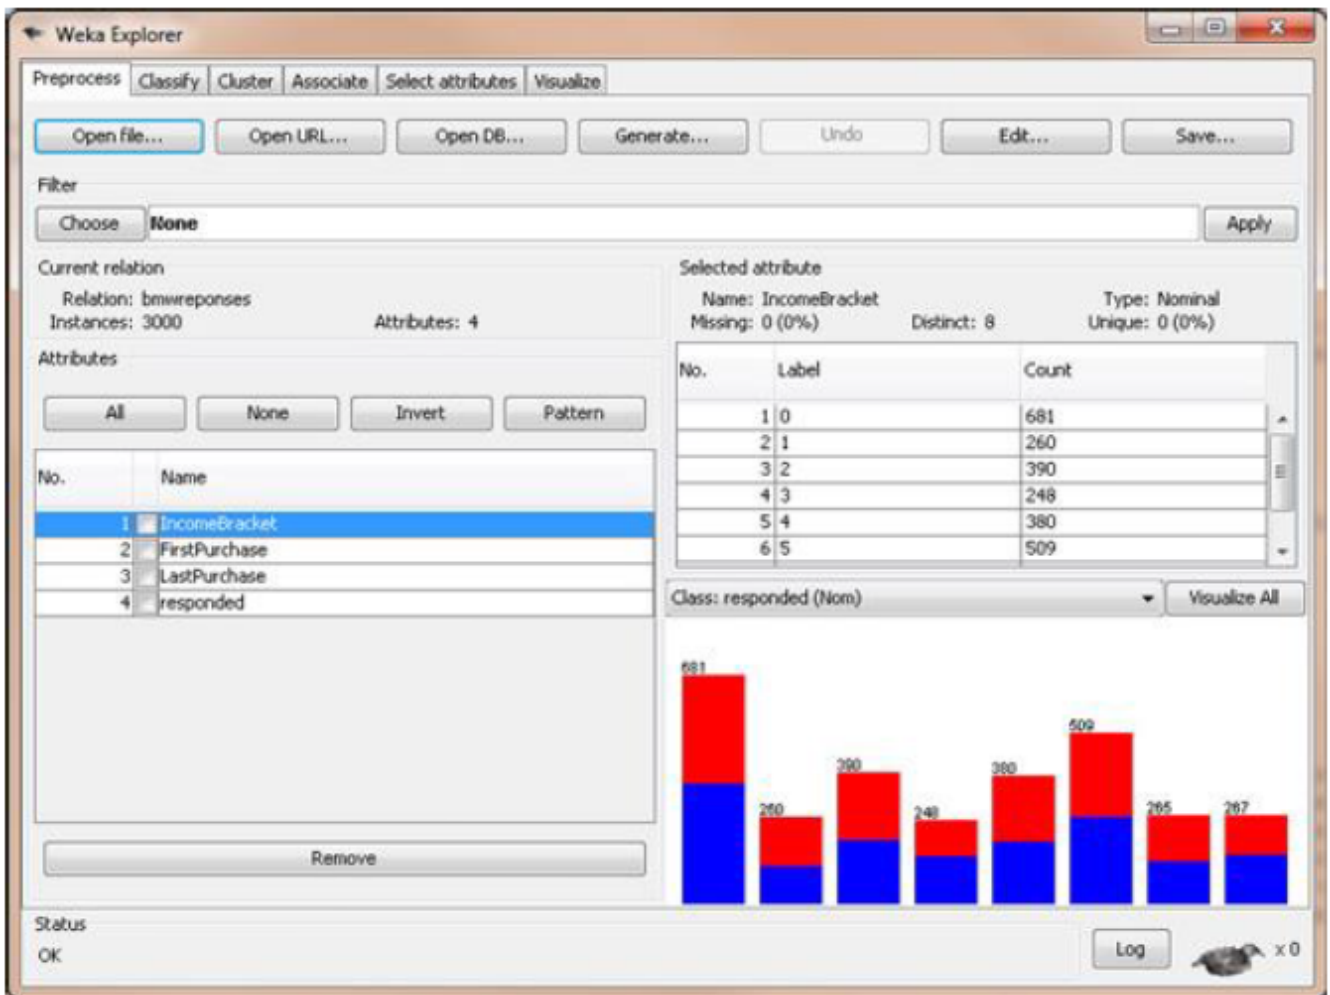 Weka Explorer
Preprocess Classify Cluster Associate Select attributes Visualize
Open file... Open URL... Open DB... Generate... Undo Edit... Save...
Filter
Choose None Apply
Current relation
Relation: bmwreponses
Instances: 3000 Attributes: 4
Attributes
All None Invert Pattern
No. Name
1 IncomeBracket
2 FirstPurchase
3 LastPurchase
4 responded
Remove
Selected attribute
Name: IncomeBracket Type: Nominal
Missing: 0 (0%) Distinct: 8 Unique: 0 (0%)
No. Label Count
1 0 681
2 1 260
3 2 390
4 3 248
5 4 380
6 5 509
Class: responded (Nom) Visualize All
681 260 390 248 380 509 265 267
Status
OK
Log x 0